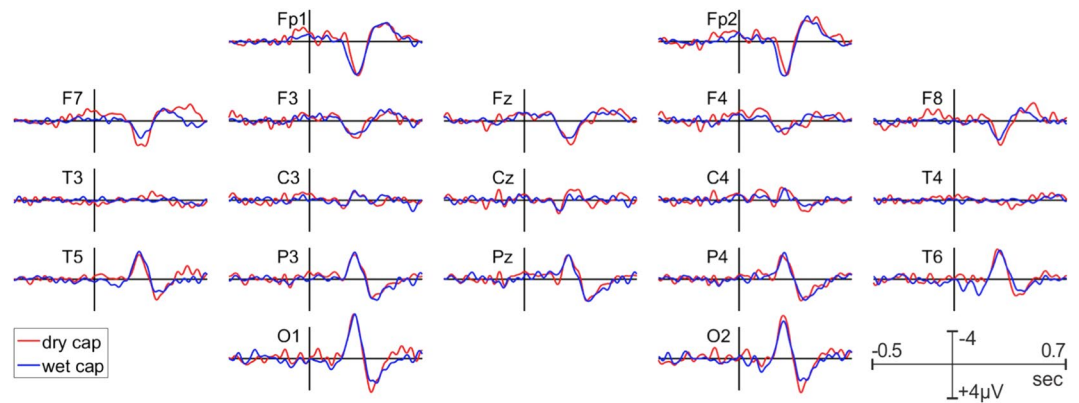 Fp1 Fp2
F7 F3 Fz F4 F8
T3 C3 Cz C4 T4
T5 P3 Pz P4 T6
O1 O2
dry cap
wet cap
-4
-0.5 0.7
sec
+4µV